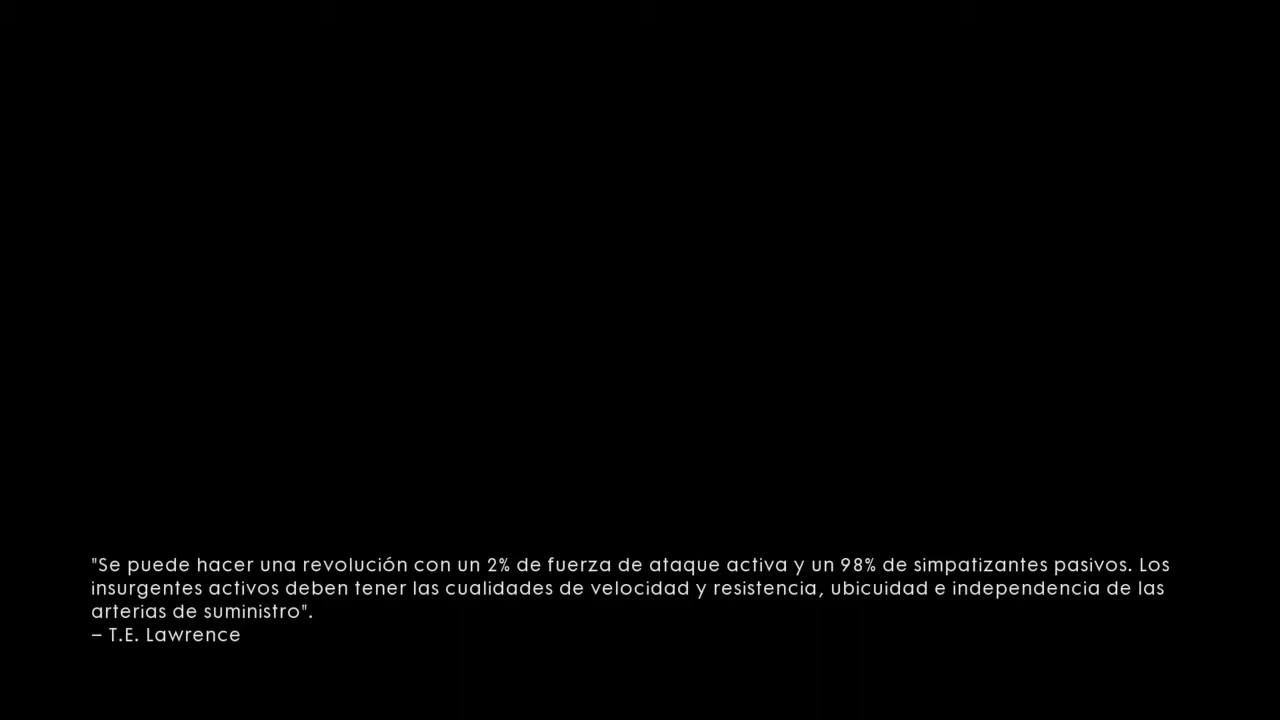 "Se puede hacer una revolución con un 2% de fuerza de ataque activa y un 98% de simpatizantes pasivos. Los
insurgentes activos deben tener las cualidades de velocidad y resistencia, ubicuidad e independencia de las
arterias de suministro".
– T.E. Lawrence